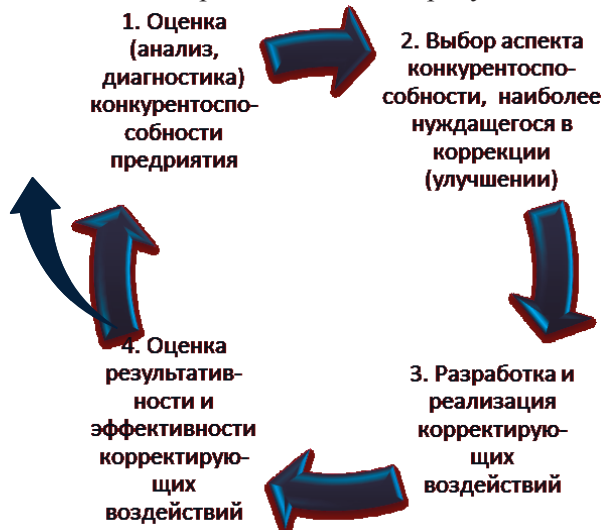 1. Оценка
(анализ,
диагностика)
конкурентоспо-
собности
предприятия
2. Выбор аспекта
конкурентоспо-
собности, наиболее
нуждащегося в
коррекции
(улучшении)
3. Разработка и
реализация
корректирую-
щих
воздействий
4. Оценка
результатив-
ности и
эффективности
корректирую-
щих
воздействий